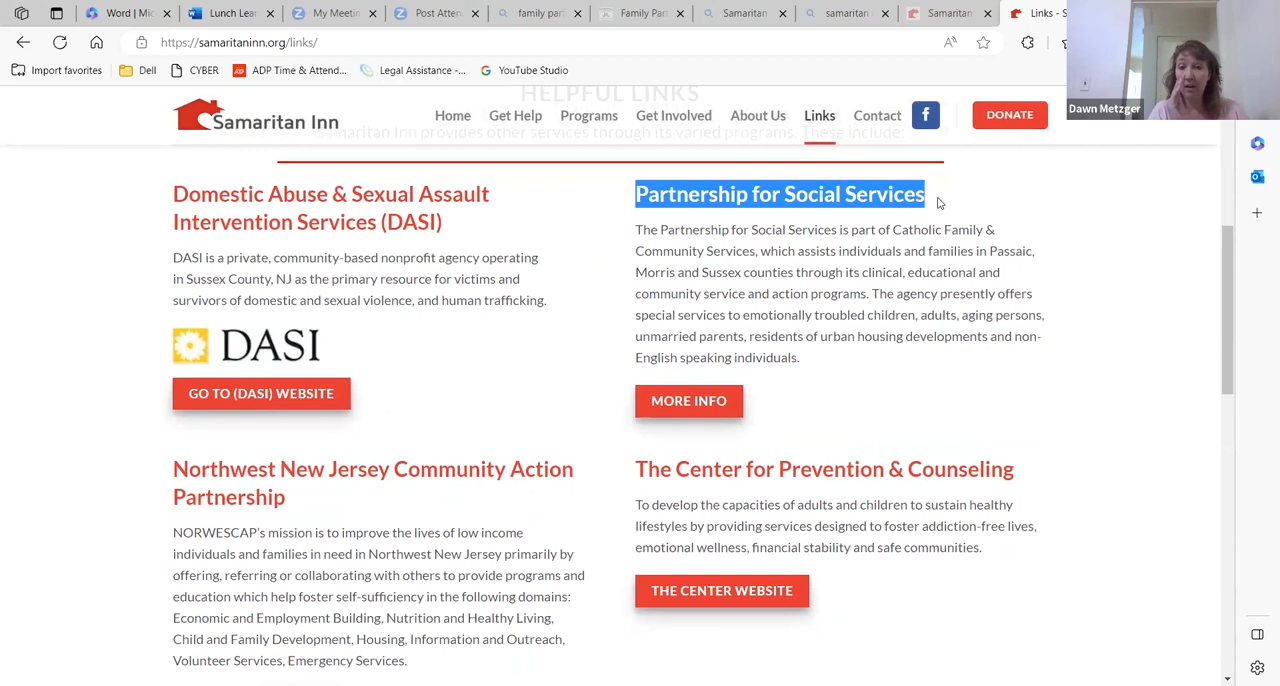 Word | Mic
Lunch Lear
My Meetin
Post Atten
family part
Family Part
Samaritan
samaritan
Samaritan
Links - S
https://samaritaninn.org/links/
Import favorites
Dell
CYBER
ADP Time & Attend...
Legal Assistance -...
YouTube Studio
Dawn Metzger
HELPFUL LINKS
Samaritan Inn
Home
Get Help
Programs
Get Involved
About Us
Links
Contact
f
DONATE
maritan Inn provides other services through its varied programs. These include:
Domestic Abuse & Sexual Assault
Intervention Services (DASI)
DASI is a private, community-based nonprofit agency operating
in Sussex County, NJ as the primary resource for victims and
survivors of domestic and sexual violence, and human trafficking.
DASI
GO TO (DASI) WEBSITE
Partnership for Social Services
The Partnership for Social Services is part of Catholic Family &
Community Services, which assists individuals and families in Passaic,
Morris and Sussex counties through its clinical, educational and
community service and action programs. The agency presently offers
special services to emotionally troubled children, adults, aging persons,
unmarried parents, residents of urban housing developments and non-
English speaking individuals.
MORE INFO
Northwest New Jersey Community Action
Partnership
NORWESCAP's mission is to improve the lives of low income
individuals and families in need in Northwest New Jersey primarily by
offering, referring or collaborating with others to provide programs and
education which help foster self-sufficiency in the following domains:
Economic and Employment Building, Nutrition and Healthy Living,
Child and Family Development, Housing, Information and Outreach,
Volunteer Services, Emergency Services.
The Center for Prevention & Counseling
To develop the capacities of adults and children to sustain healthy
lifestyles by providing services designed to foster addiction-free lives,
emotional wellness, financial stability and safe communities.
THE CENTER WEBSITE